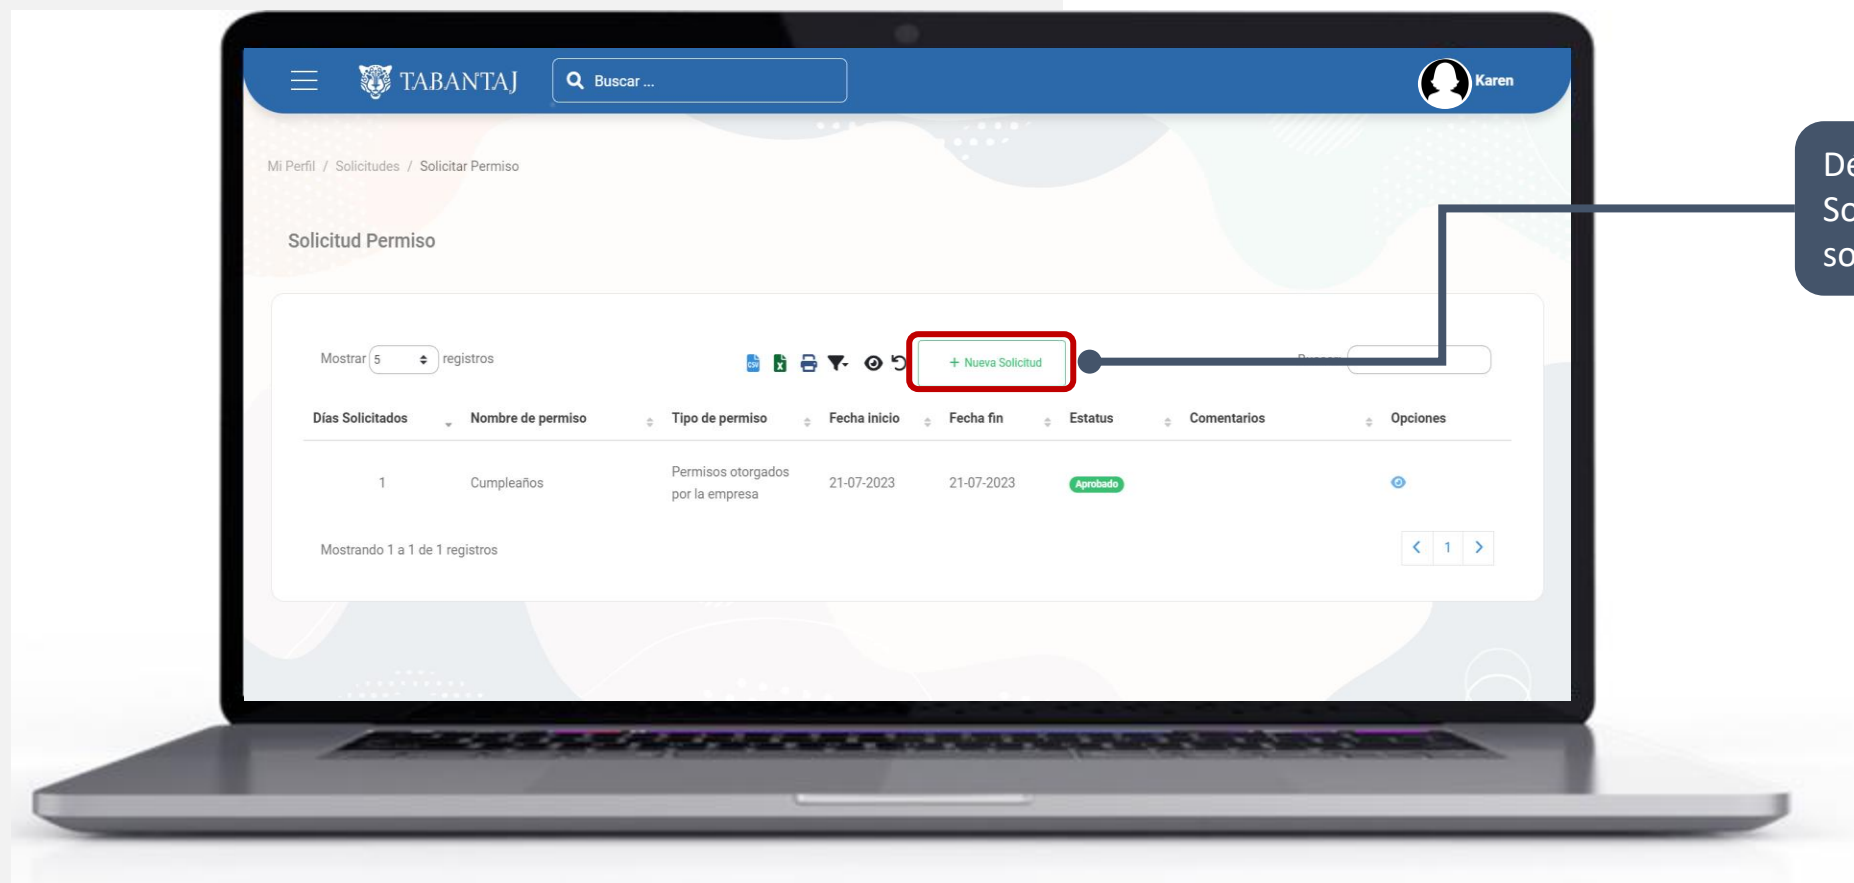 TABANTAJ
Buscar ...
Karen
Mi Perfil / Solicitudes / Solicitar Permiso
Solicitud Permiso
Mostrar 5 registros
CSV
X
+ Nueva Solicitud
Días Solicitados Nombre de permiso Tipo de permiso Fecha inicio Fecha fin Estatus Comentarios Opciones
1 Cumpleaños Permisos otorgados por la empresa 21-07-2023 21-07-2023 Aprobado
Mostrando 1 a 1 de 1 registros
1